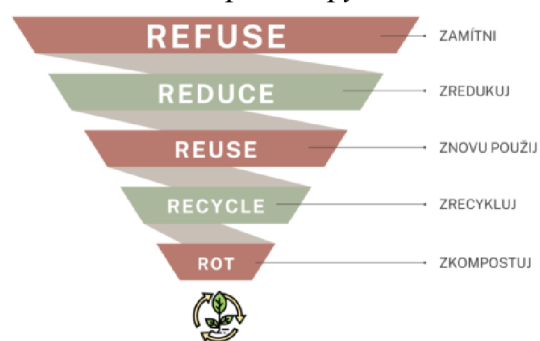 REFUSE ZAMÍTNI
REDUCE ZREDUKUJ
REUSE ZNOVU POUŽIJ
RECYCLE ZRECYKLUJ
ROT ZKOMPOSTUJ